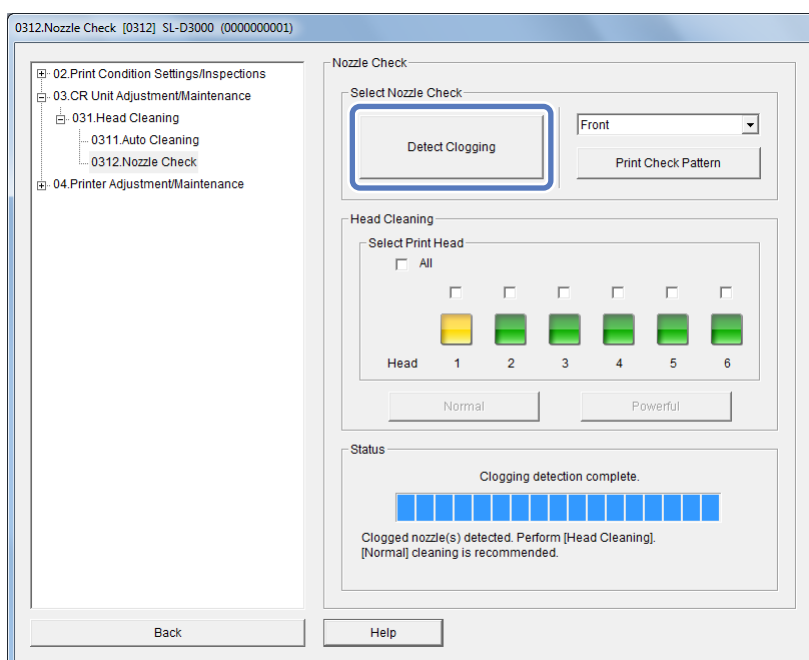 0312.Nozzle Check [0312] SL-D3000 (0000000001)
02.Print Condition Settings/Inspections
03.CR Unit Adjustment/Maintenance
031.Head Cleaning
0311.Auto Cleaning
0312.Nozzle Check
04.Printer Adjustment/Maintenance
Back
Nozzle Check
Select Nozzle Check
Detect Clogging
Front
Print Check Pattern
Head Cleaning
Select Print Head
All
Head 1 2 3 4 5 6
Normal Powerful
Status
Clogging detection complete.
Clogged nozzle(s) detected. Perform [Head Cleaning].
[Normal] cleaning is recommended.
Help